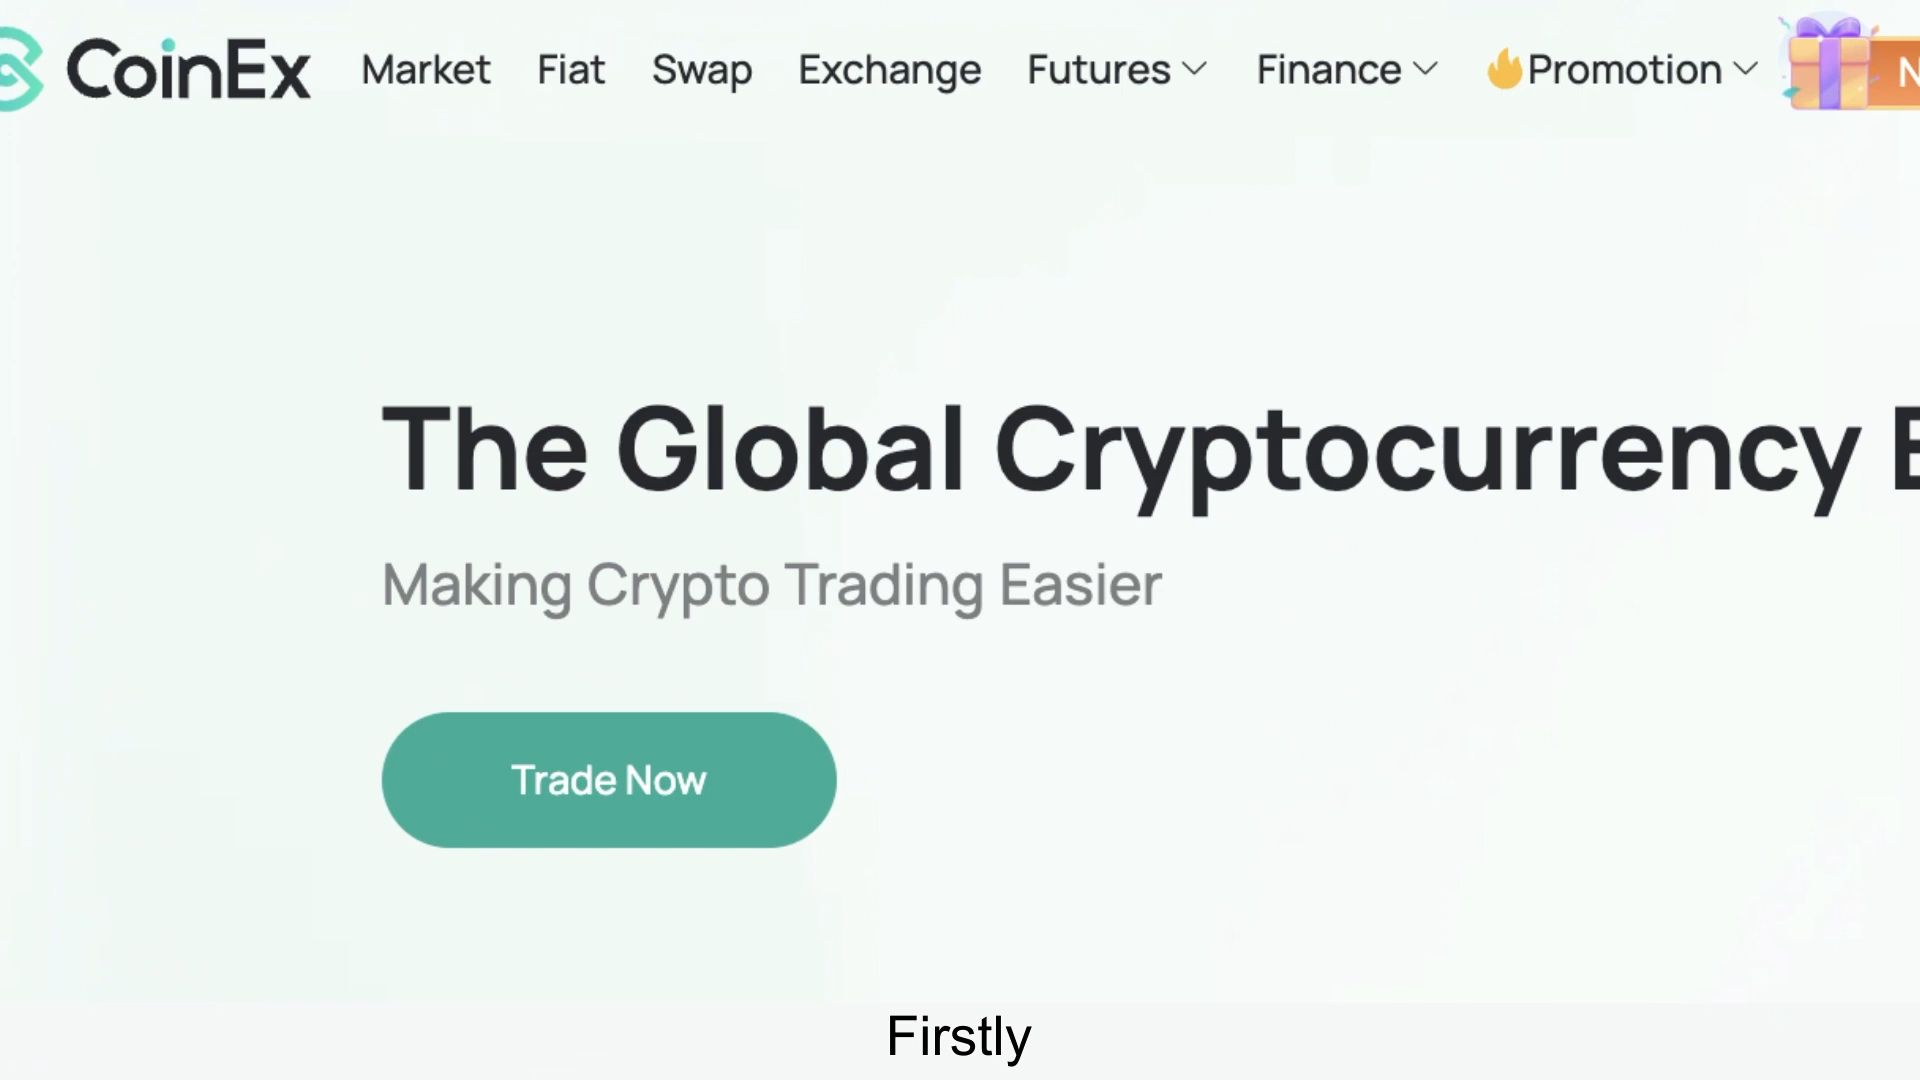 CoinEx Market Fiat Swap Exchange Futures Finance Promotion
The Global Cryptocurrency
Making Crypto Trading Easier
Trade Now
Firstly